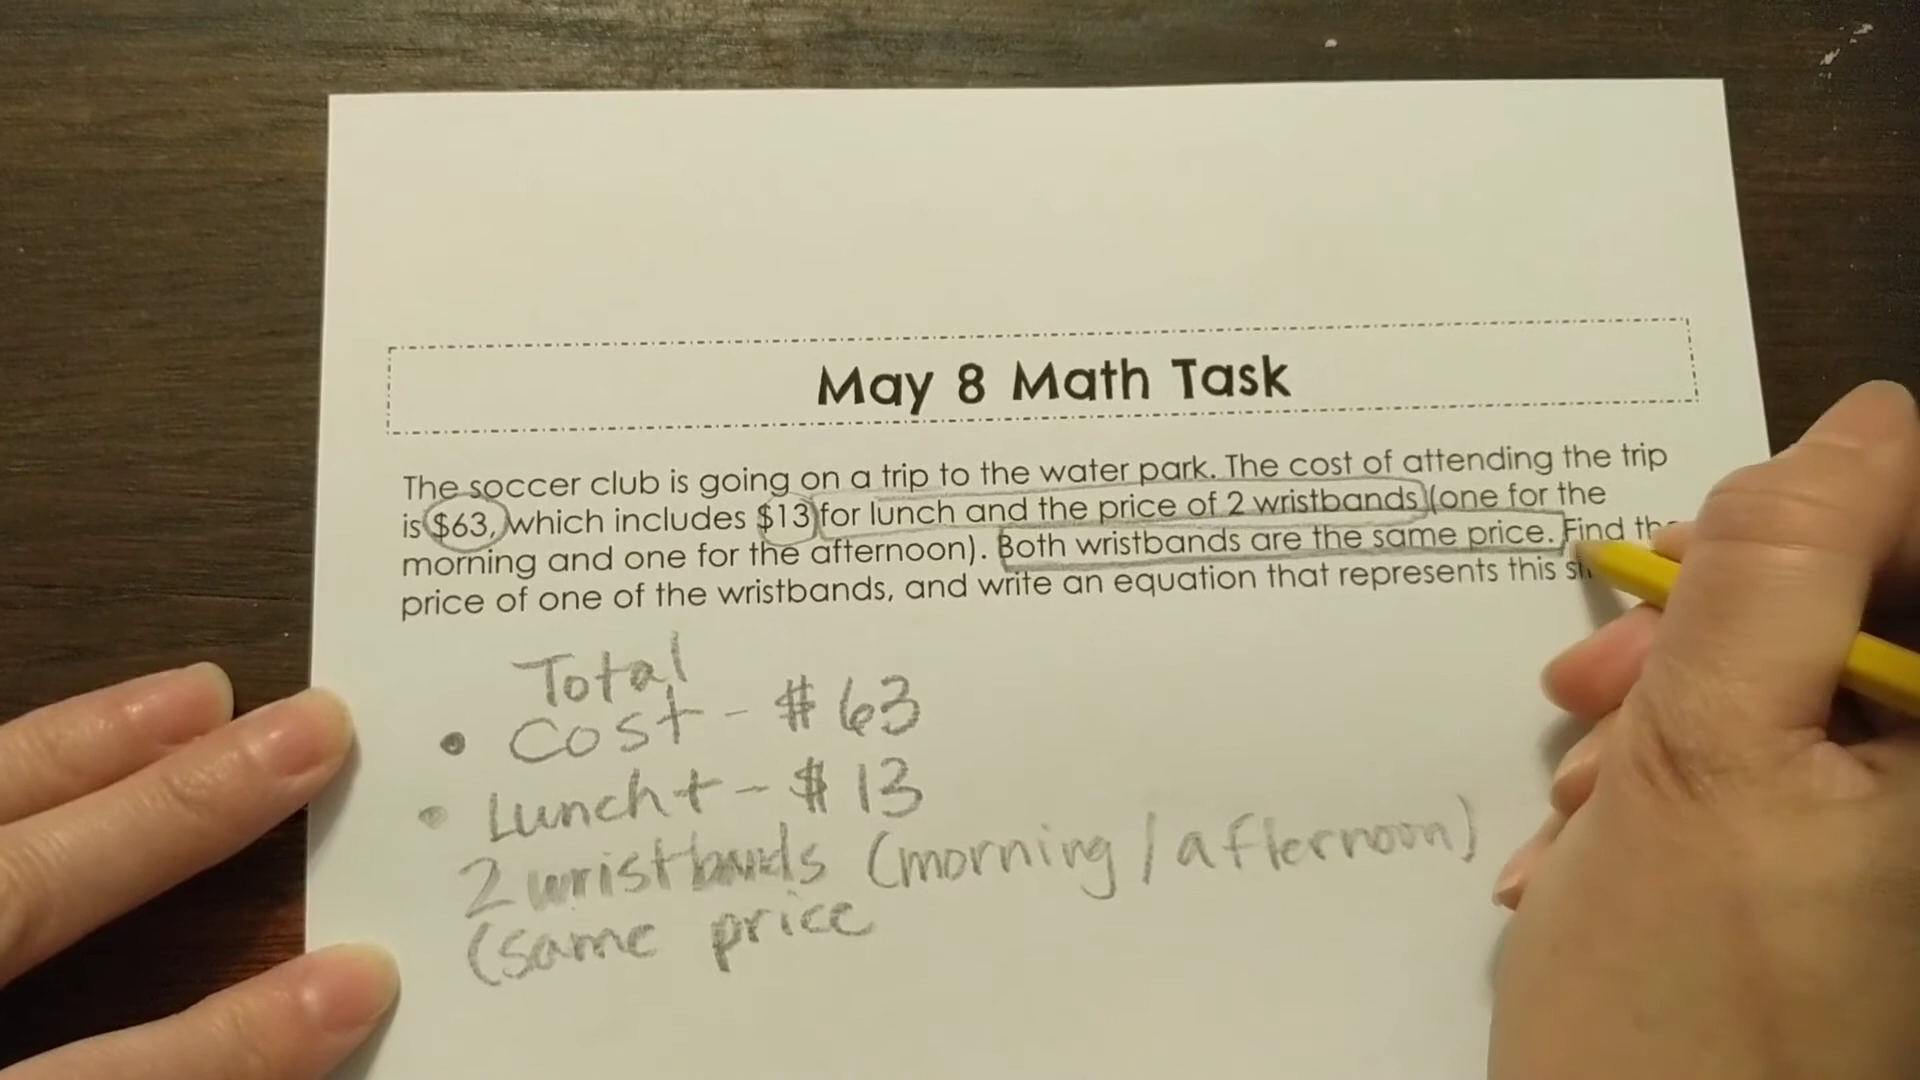 May 8 Math Task
The soccer club is going on a trip to the water park. The cost of attending the trip
is $63, which includes $13 for lunch and the price of 2 wristbands (one for the
morning and one for the afternoon). Both wristbands are the same price. Find
price of one of the wristbands, and write an equation that represents this
Total
• Cost - $63
• Luncht - $13
2 wristbands (morning/afternoon)
(same price